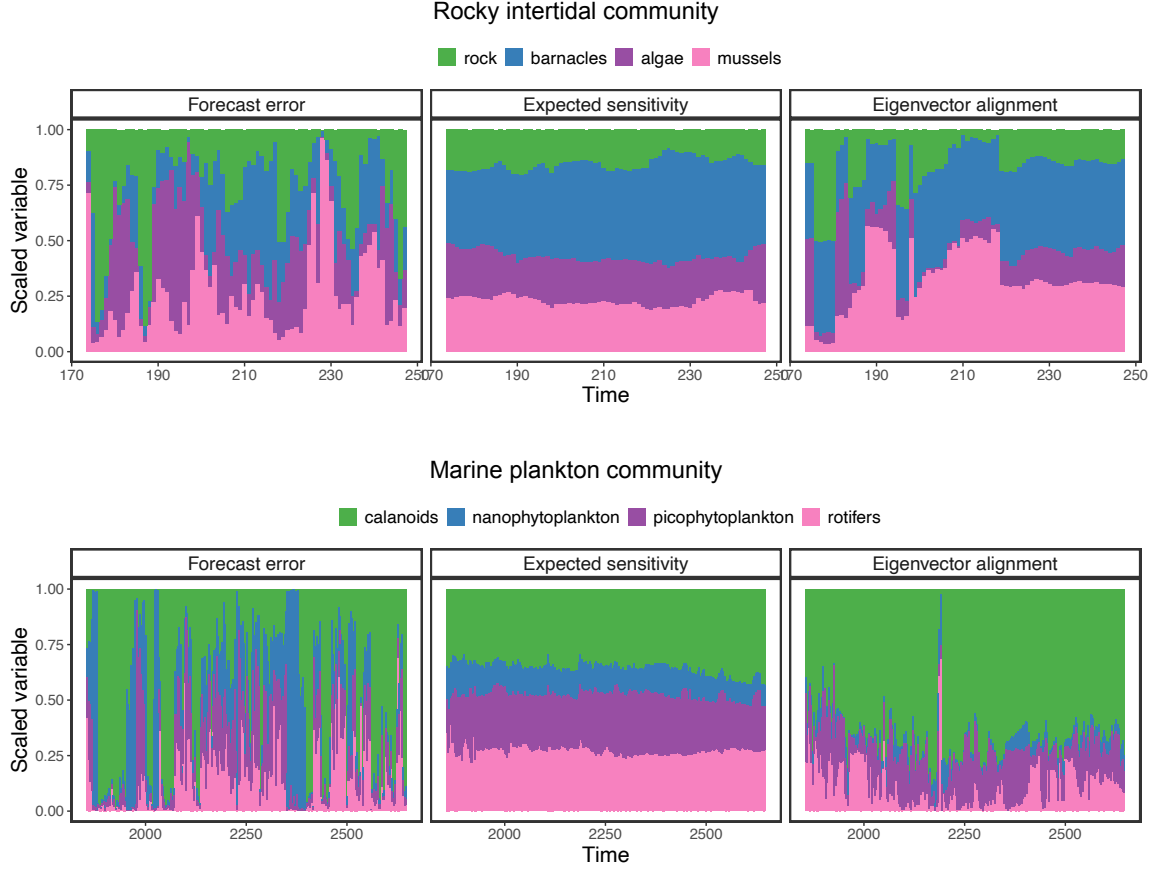 Rocky intertidal community
rock barnacles algae mussels
Forecast error Expected sensitivity Eigenvector alignment
Scaled variable
1.00
0.75
0.50
0.25
0.00
170 190 210 230 250 170 190 210 230 250 170 190 210 230 250
Time
Marine plankton community
calanoids nanophytoplankton picophytoplankton rotifers
Forecast error Expected sensitivity Eigenvector alignment
Scaled variable
1.00
0.75
0.50
0.25
0.00
2000 2250 2500 2000 2250 2500 2000 2250 2500
Time